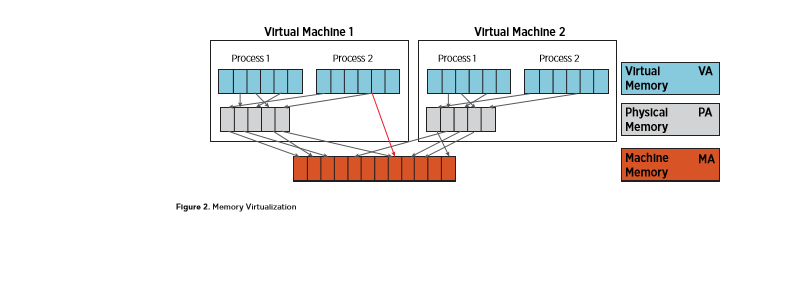 Virtual Machine 1
Virtual Machine 2
Process 1
Process 2
Process 1
Process 2
Virtual VA
Memory
Physical PA
Memory
Machine MA
Memory
Figure 2. Memory Virtualization